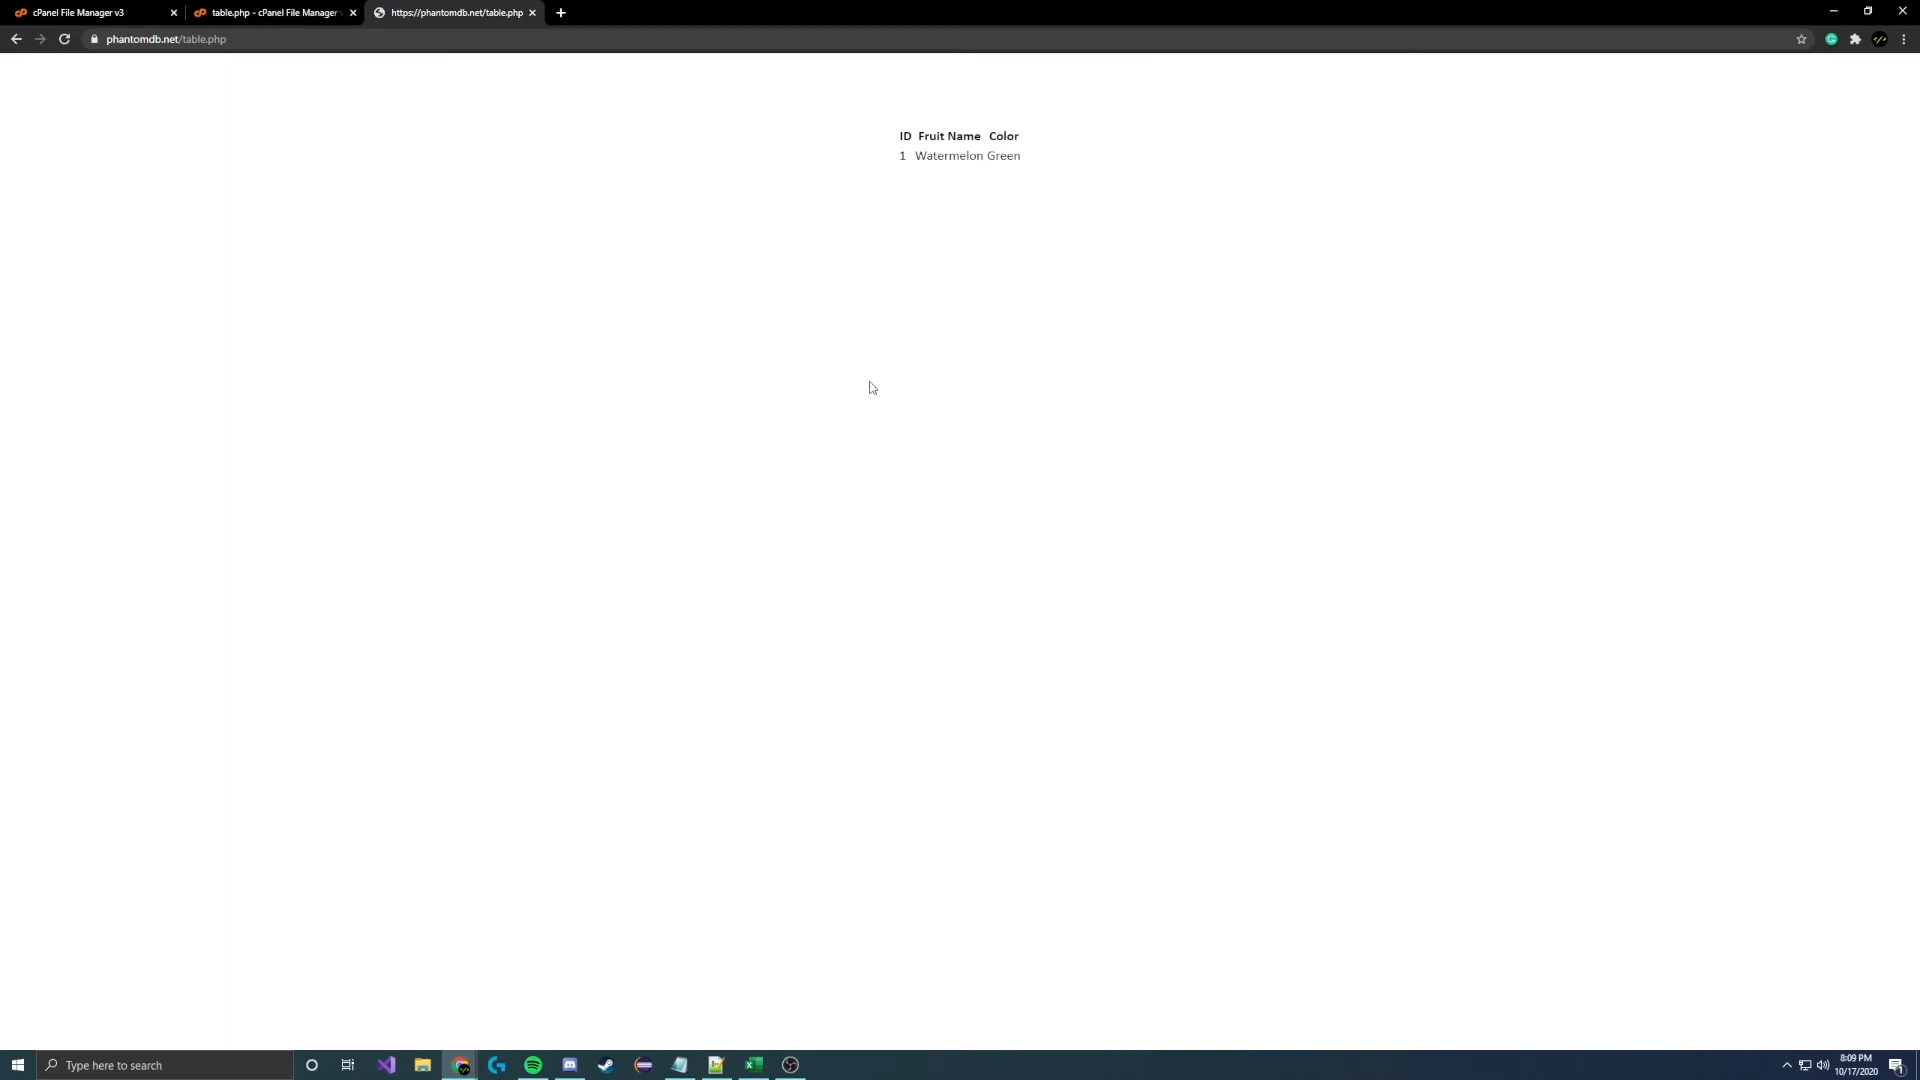 cPanel File Manager v3
table.php - cPanel File Manager
https://phantomdb.net/table.php
phantomdb.net/table.php
ID Fruit Name Color
1 Watermelon Green
Type here to search
8:09 PM
10/17/2020
1